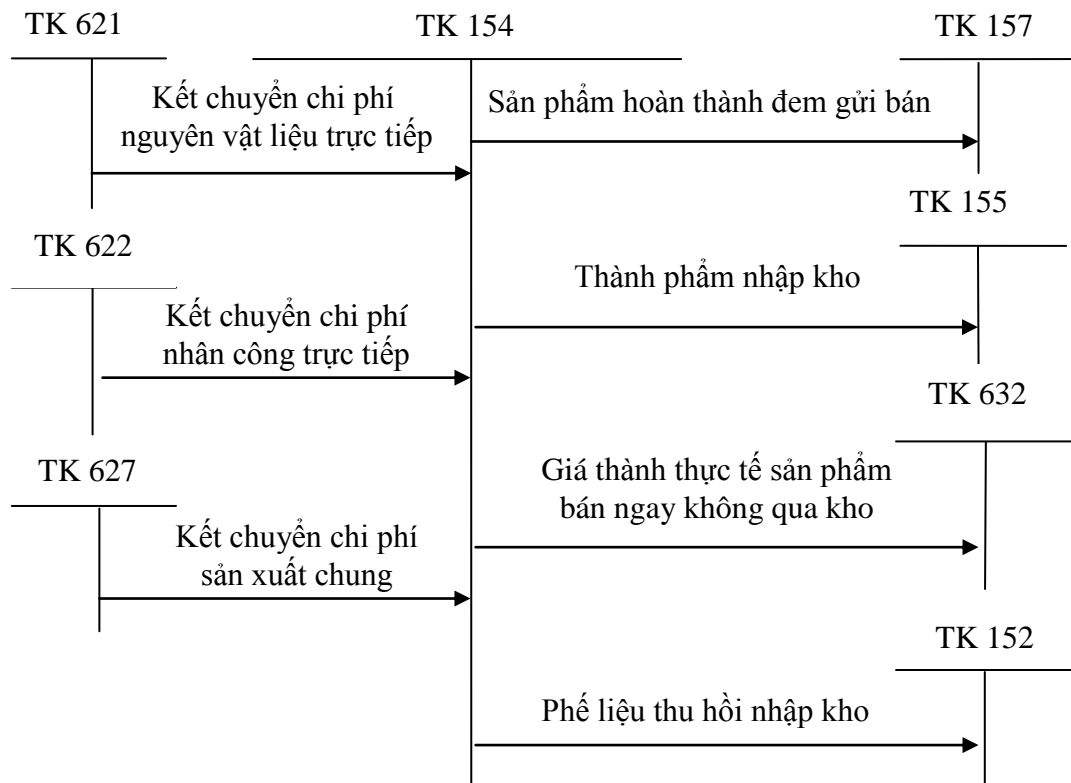 TK 621
TK 154
TK 157
Kết chuyển chi phí
nguyên vật liệu trực tiếp
Sản phẩm hoàn thành đem gửi bán
TK 155
TK 622
Thành phẩm nhập kho
Kết chuyển chi phí
nhân công trực tiếp
TK 632
TK 627
Giá thành thực tế sản phẩm
bán ngay không qua kho
Kết chuyển chi phí
sản xuất chung
TK 152
Phế liệu thu hồi nhập kho